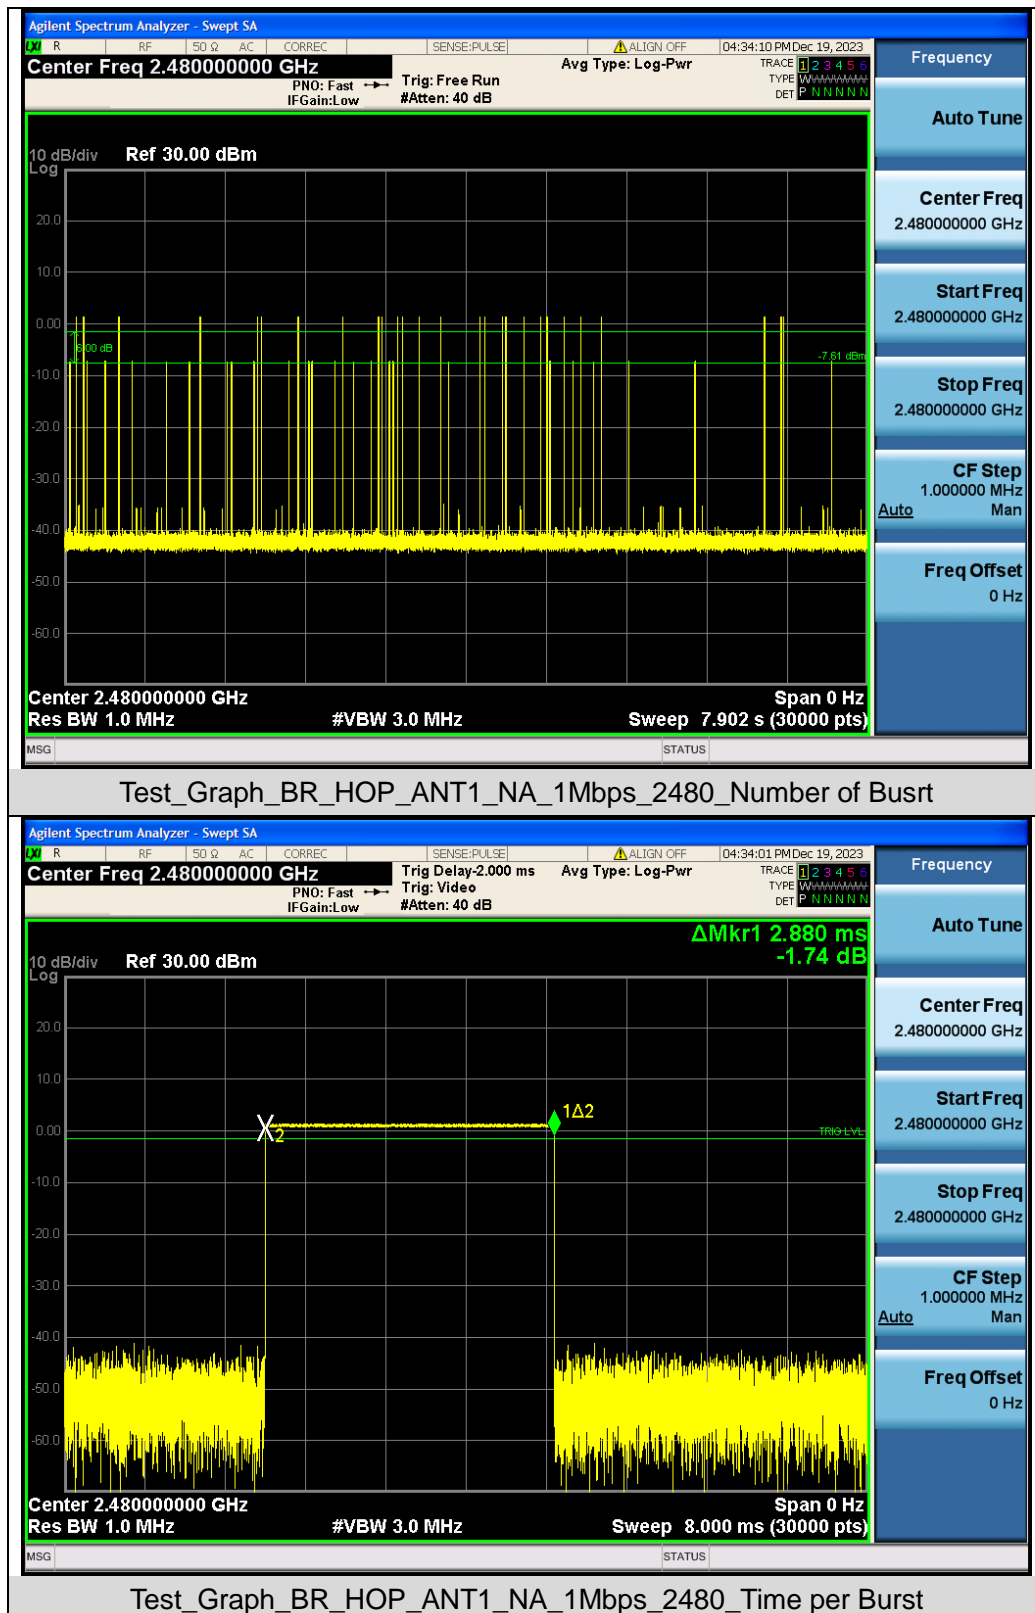 Agilent Spectrum Analyzer - Swept SA
LXI R RF 50 Ω AC CORREC SENSE:PULSE ALIGN OFF 04:34:10 PM Dec 19, 2023
Center Freq 2.480000000 GHz
PNO: Fast
IFGain:Low
Trig: Free Run
#Atten: 40 dB
Avg Type: Log-Pwr
TRACE 1 2 3 4 5 6
TYPE W
DET P N N N N N
10 dB/div Ref 30.00 dBm
Log
20.0
10.0
0.00
6.00 dB
-7.61 dBm
-10.0
-20.0
-30.0
-40.0
-50.0
-60.0
Center 2.480000000 GHz Span 0 Hz
Res BW 1.0 MHz #VBW 3.0 MHz Sweep 7.902 s (30000 pts)
MSG STATUS
Frequency
Auto Tune
Center Freq
2.480000000 GHz
Start Freq
2.480000000 GHz
Stop Freq
2.480000000 GHz
CF Step
1.000000 MHz
Auto Man
Freq Offset
0 Hz
Test_Graph_BR_HOP_ANT1_NA_1Mbps_2480_Number of Busrt
Agilent Spectrum Analyzer - Swept SA
LXI R RF 50 Ω AC CORREC SENSE:PULSE ALIGN OFF 04:34:01 PM Dec 19, 2023
Center Freq 2.480000000 GHz
PNO: Fast
IFGain:Low
Trig Delay-2.000 ms
Trig: Video
#Atten: 40 dB
Avg Type: Log-Pwr
TRACE 1 2 3 4 5 6
TYPE W
DET P N N N N N
ΔMkr1 2.880 ms
-1.74 dB
10 dB/div Ref 30.00 dBm
Log
20.0
10.0
1Δ2
2
0.00
TRIG LVL
-10.0
-20.0
-30.0
-40.0
-50.0
-60.0
Center 2.480000000 GHz Span 0 Hz
Res BW 1.0 MHz #VBW 3.0 MHz Sweep 8.000 ms (30000 pts)
MSG STATUS
Frequency
Auto Tune
Center Freq
2.480000000 GHz
Start Freq
2.480000000 GHz
Stop Freq
2.480000000 GHz
CF Step
1.000000 MHz
Auto Man
Freq Offset
0 Hz
Test_Graph_BR_HOP_ANT1_NA_1Mbps_2480_Time per Burst